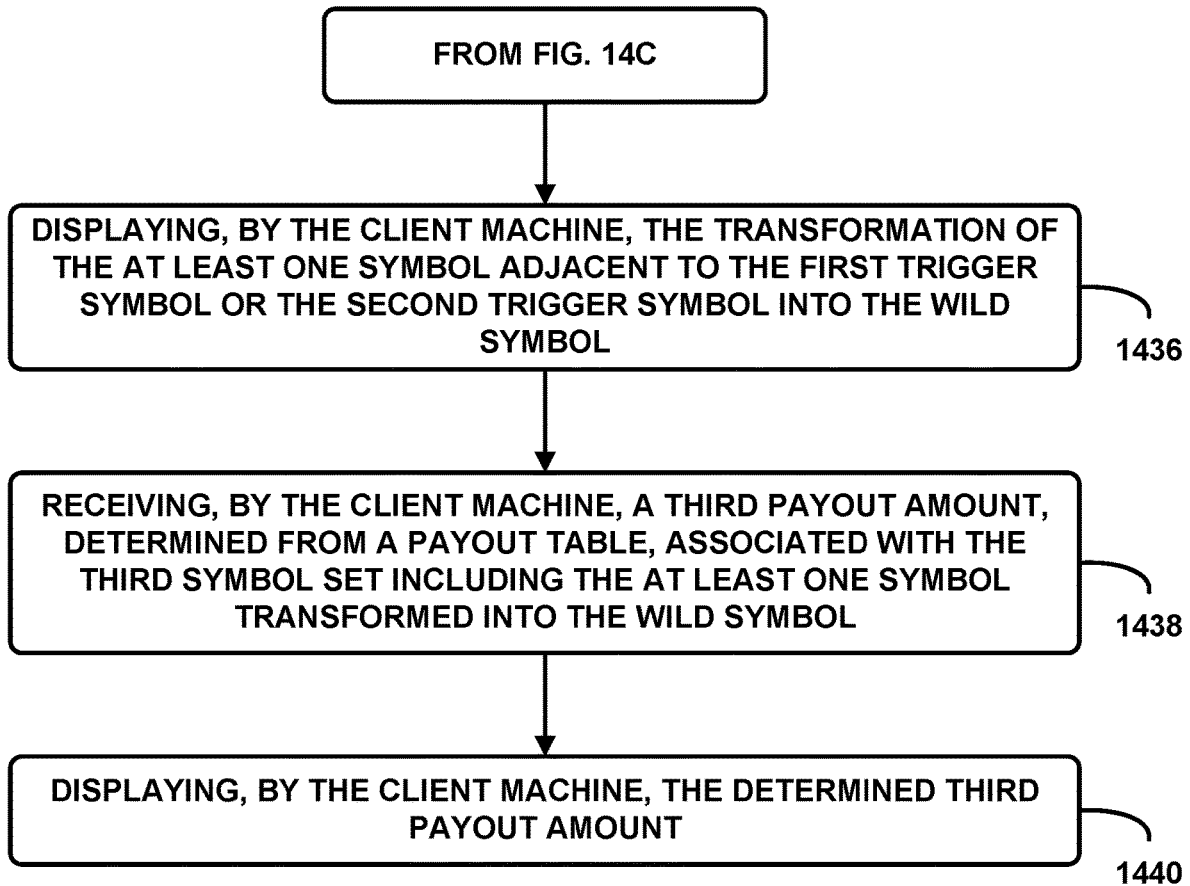 FROM FIG. 14C
DISPLAYING, BY THE CLIENT MACHINE, THE TRANSFORMATION OF
THE AT LEAST ONE SYMBOL ADJACENT TO THE FIRST TRIGGER
SYMBOL OR THE SECOND TRIGGER SYMBOL INTO THE WILD
SYMBOL
1436
RECEIVING, BY THE CLIENT MACHINE, A THIRD PAYOUT AMOUNT,
DETERMINED FROM A PAYOUT TABLE, ASSOCIATED WITH THE
THIRD SYMBOL SET INCLUDING THE AT LEAST ONE SYMBOL
TRANSFORMED INTO THE WILD SYMBOL
1438
DISPLAYING, BY THE CLIENT MACHINE, THE DETERMINED THIRD
PAYOUT AMOUNT
1440